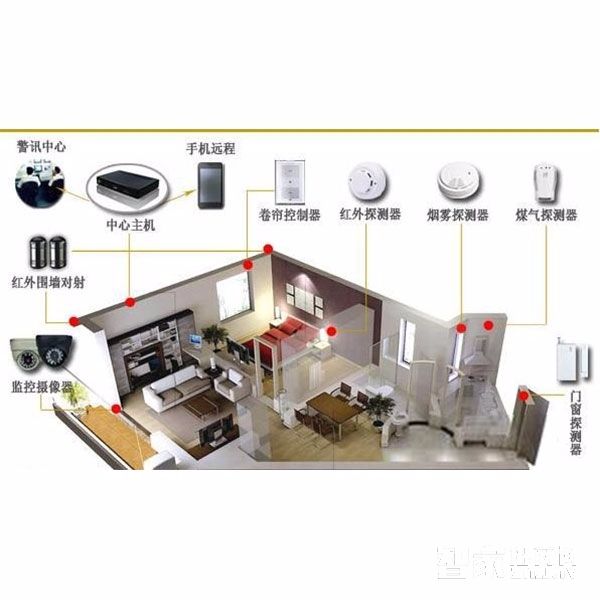 警讯中心
手机远程
中心主机
卷帘控制器
红外探测器
烟雾探测器
煤气探测器
红外围墙对射
监控摄像器
门窗探测器